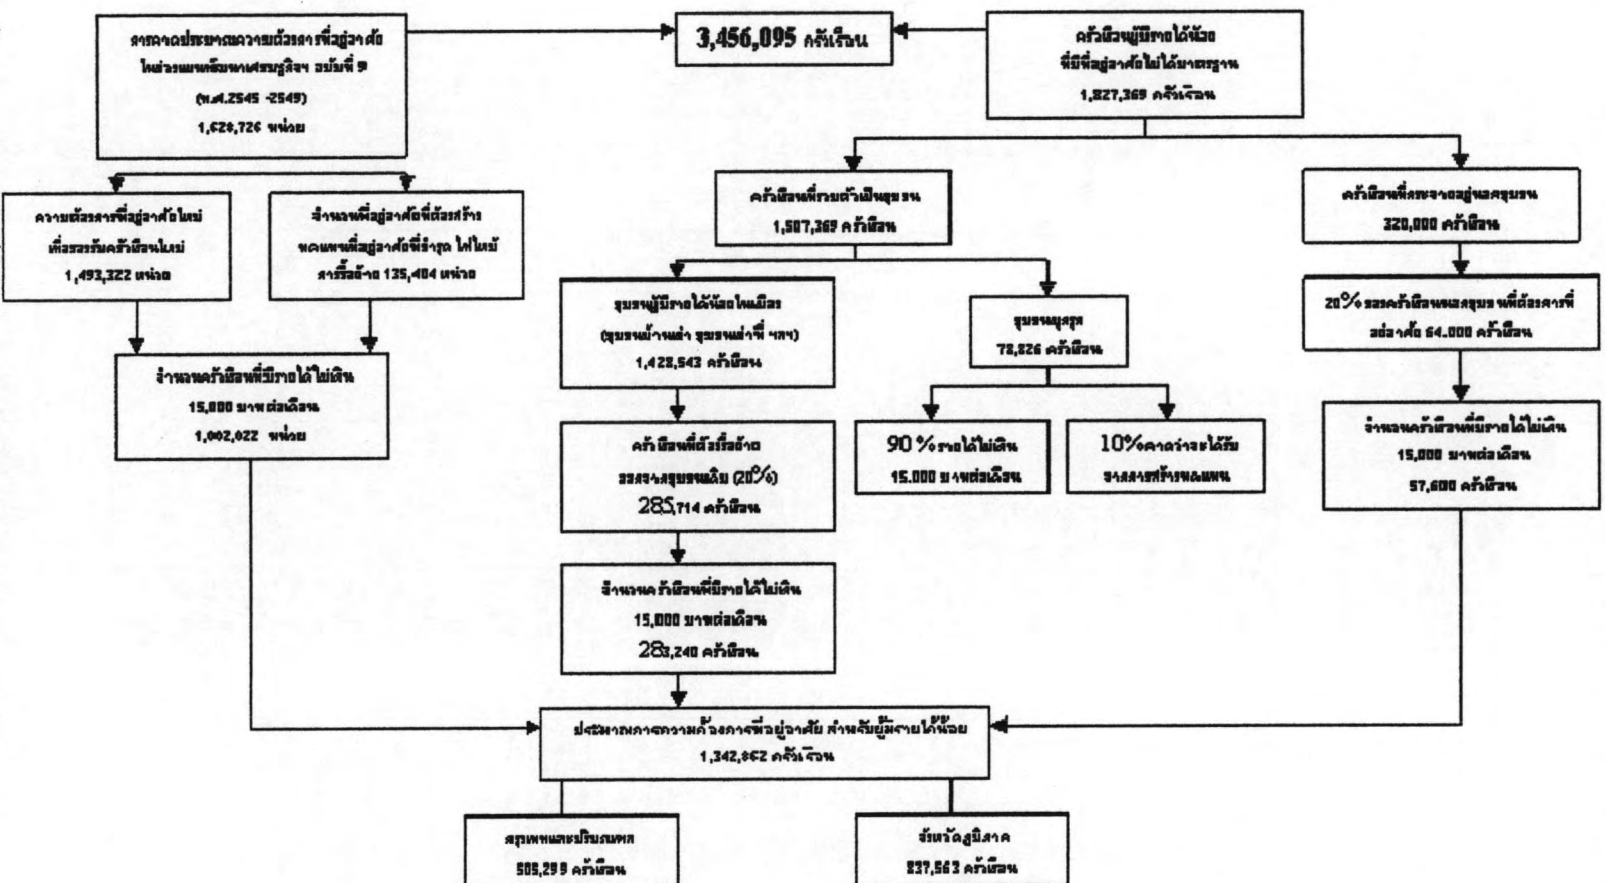 3,456,095 ครัวเรือน
การคาดประมาณความต้องการที่อยู่อาศัย
ในช่วงแผนพัฒนาเศรษฐกิจฯ ฉบับที่ 9
(พ.ศ.2545 -2549)
1,628,726 หน่วย
ครัวเรือนผู้มีรายได้น้อย
ที่มีที่อยู่อาศัยไม่ได้มาตรฐาน
1,827,369 ครัวเรือน
ความต้องการที่อยู่อาศัยใหม่
เพื่อรองรับครัวเรือนใหม่
1,493,322 หน่วย
จำนวนที่อยู่อาศัยที่ต้องสร้าง
ทดแทนที่อยู่อาศัยที่ชำรุด ไฟไหม้
การรื้อย้าย 135,404 หน่วย
ครัวเรือนที่รวมตัวเป็นชุมชน
1,507,369 ครัวเรือน
ครัวเรือนที่กระจายอยู่นอกชุมชน
320,000 ครัวเรือน
ชุมชนผู้มีรายได้น้อยในเมือง
(ชุมชนบ้านเช่า ชุมชนเช่าที่ ฯลฯ)
1,428,543 ครัวเรือน
ชุมชนบุกรุก
78,826 ครัวเรือน
20% ของครัวเรือนนอกชุมชนที่ต้องการที่
อยู่อาศัย 64.000 ครัวเรือน
จำนวนครัวเรือนที่มีรายได้ไม่เกิน
15,000 บาทต่อเดือน
1,002,022 หน่วย
ครัวเรือนที่ต้องรื้อย้าย
ออกจากชุมชนเดิม (20%)
285,714 ครัวเรือน
90 % รายได้ไม่เกิน
15.000 บาทต่อเดือน
10% คาดว่าจะได้รับ
จากการสร้างทดแทน
จำนวนครัวเรือนที่มีรายได้ไม่เกิน
15,000 บาทต่อเดือน
57,600 ครัวเรือน
จำนวนครัวเรือนที่มีรายได้ไม่เกิน
15,000 บาทต่อเดือน
283,240 ครัวเรือน
ประมาณการความต้องการที่อยู่อาศัย สำหรับผู้มีรายได้น้อย
1,342,862 ครัวเรือน
กรุงเทพและปริมณฑล
505,299 ครัวเรือน
จังหวัดภูมิภาค
837,563 ครัวเรือน